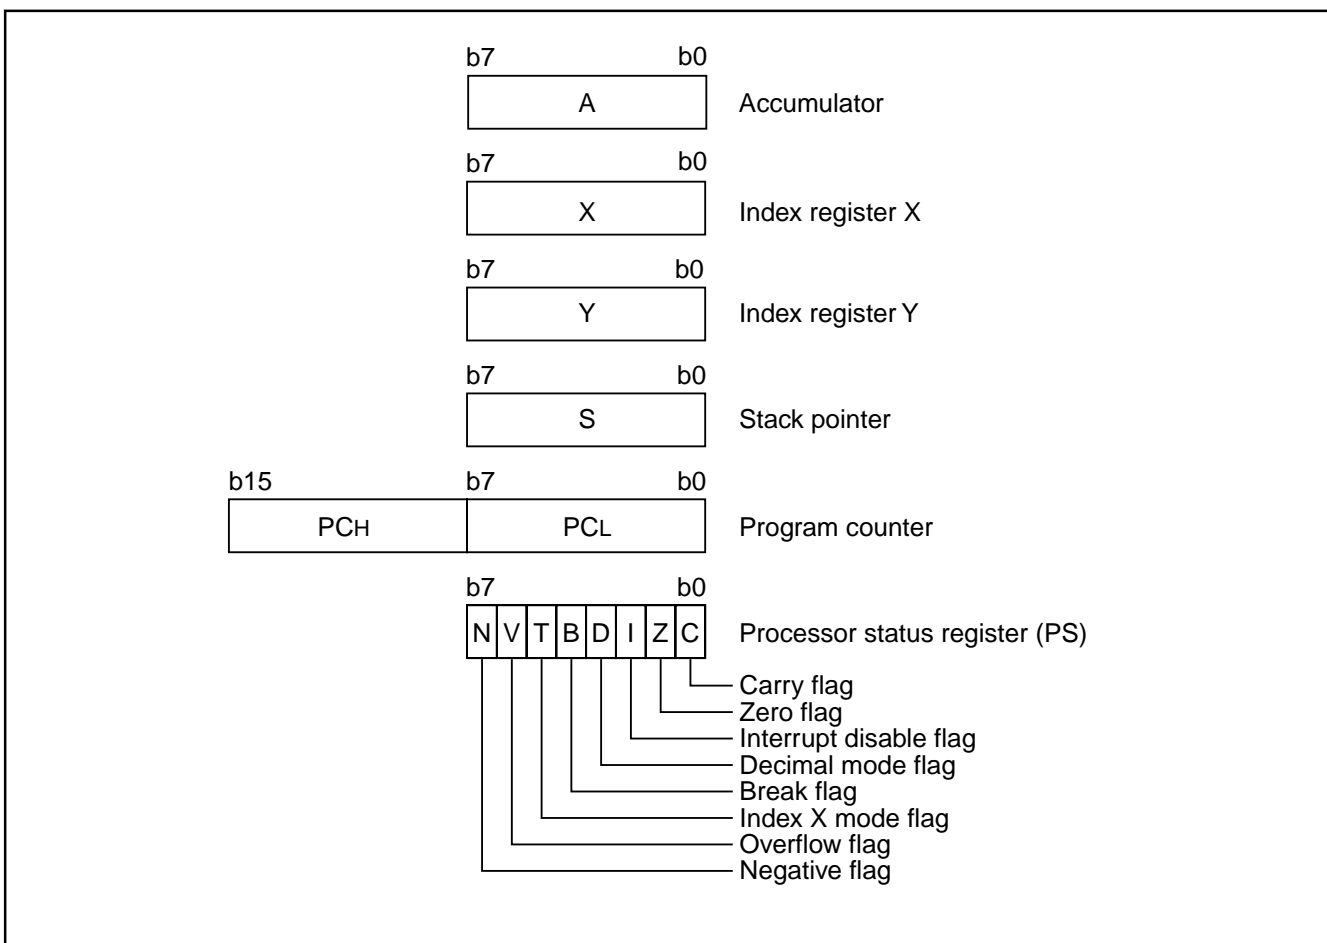 b7 b0
A Accumulator
b7 b0
X Index register X
b7 b0
Y Index register Y
b7 b0
S Stack pointer
b15 b7 b0
PCH PCL Program counter
b7 b0
N V T B D I Z C Processor status register (PS)
Carry flag
Zero flag
Interrupt disable flag
Decimal mode flag
Break flag
Index X mode flag
Overflow flag
Negative flag